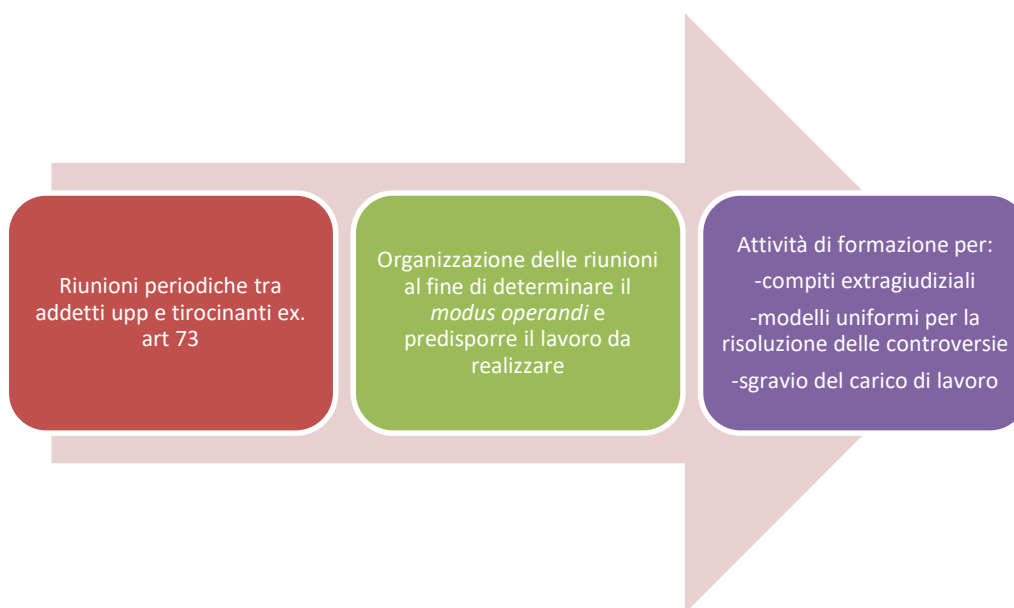 Riunioni periodiche tra
addetti upp e tirocinanti ex.
art 73
Organizzazione delle riunioni
al fine di determinare il
modus operandi e
predisporre il lavoro da
realizzare
Attività di formazione per:
-compiti extragiudiziali
-modelli uniformi per la
risoluzione delle controversie
-sgravio del carico di lavoro